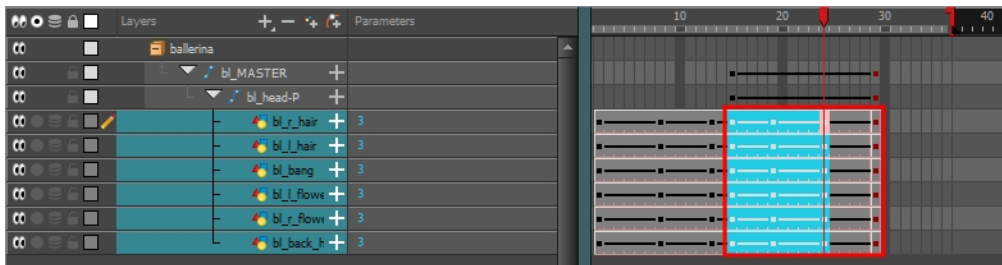 Layers Parameters 10 20 30 40
ballerina
bl_MASTER
bl_head-P
bl_r_hair 3
bl_l_hair 3
bl_bang 3
bl_l_flowe 3
bl_r_flowe 3
bl_back_h 3